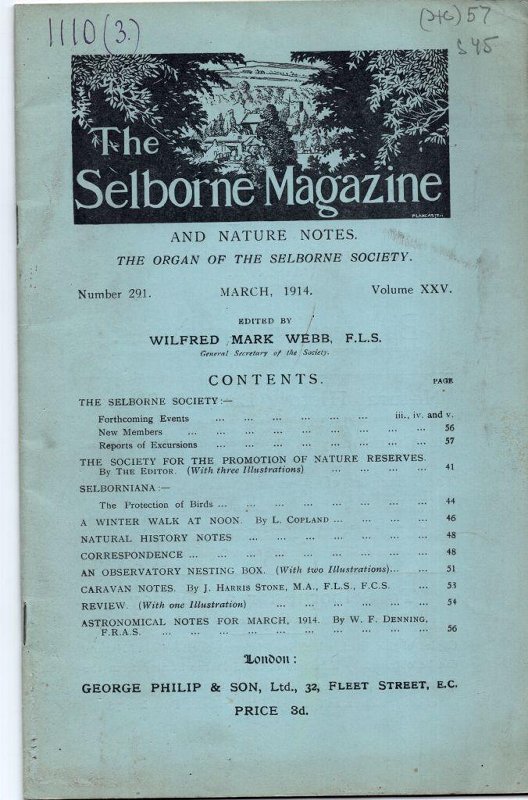 1110 (3.)
57
The
Selborne Magazine
AND NATURE NOTES.
THE ORGAN OF THE SELBORNE SOCIETY.
Number 291. MARCH, 1914. Volume XXV.
EDITED BY
WILFRED MARK WEBB, F.L.S.
General Secretary of the Society.
CONTENTS.
PAGE
THE SELBORNE SOCIETY:—
Forthcoming Events ... ... ... ... ... iii., iv. and v.
New Members ... ... ... ... ... ... ... 56
Reports of Excursions ... ... ... ... ... ... 57
THE SOCIETY FOR THE PROMOTION OF NATURE RESERVES.
By THE EDITOR. (With three Illustrations) ... ... ... ... 41
SELBORNIANA:—
The Protection of Birds ... ... ... ... ... ... ... 44
A WINTER WALK AT NOON. By L. COPLAND ... ... ... ... 46
NATURAL HISTORY NOTES ... ... ... ... ... ... 48
CORRESPONDENCE ... ... ... ... ... ... ... 48
AN OBSERVATORY NESTING BOX. (With two Illustrations)... ... 51
CARAVAN NOTES. By J. HARRIS STONE, M.A., F.L.S., F.C.S. ... 53
REVIEW. (With one Illustration) ... ... ... ... ... ... 54
ASTRONOMICAL NOTES FOR MARCH, 1914. By W. F. DENNING,
F.R.A.S. ... ... ... ... ... ... ... ... ... 56
London:
GEORGE PHILIP & SON, Ltd., 32, FLEET STREET, E.C.
PRICE 3d.